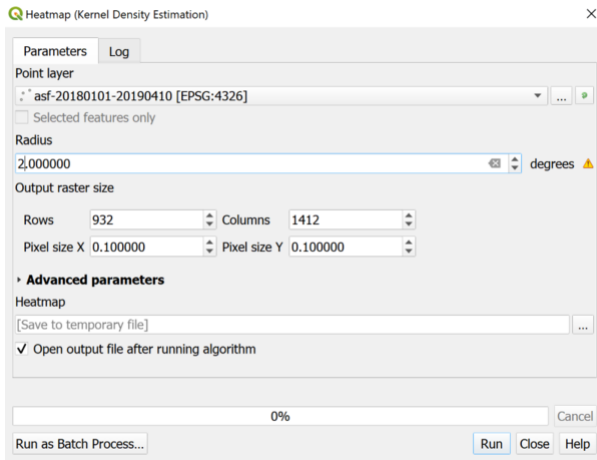 Heatmap (Kernel Density Estimation)
Parameters Log
Point layer
asf-20180101-20190410 [EPSG:4326] ...
Selected features only
Radius
2.000000 degrees
Output raster size
Rows 932 Columns 1412
Pixel size X 0.100000 Pixel size Y 0.100000
Advanced parameters
Heatmap
[Save to temporary file] ...
Open output file after running algorithm
0% Cancel
Run as Batch Process... Run Close Help